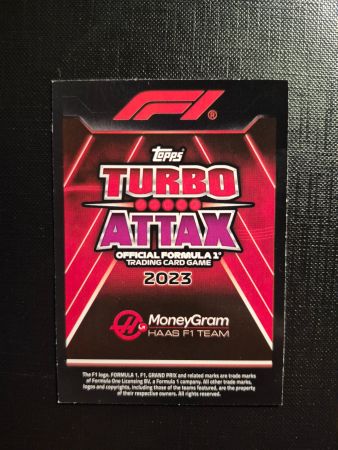 F1®
Topps
TURBO
ATTAX
OFFICIAL FORMULA 1®
TRADING CARD GAME
2023
MoneyGram
HAAS F1 TEAM
The F1 logo, FORMULA 1, F1, GRAND PRIX and related marks are trade marks
of Formula One Licensing BV, a Formula 1 company. All other trade marks,
logos and copyrights, including those of the teams featured, are the property
of their respective owners. All rights reserved.